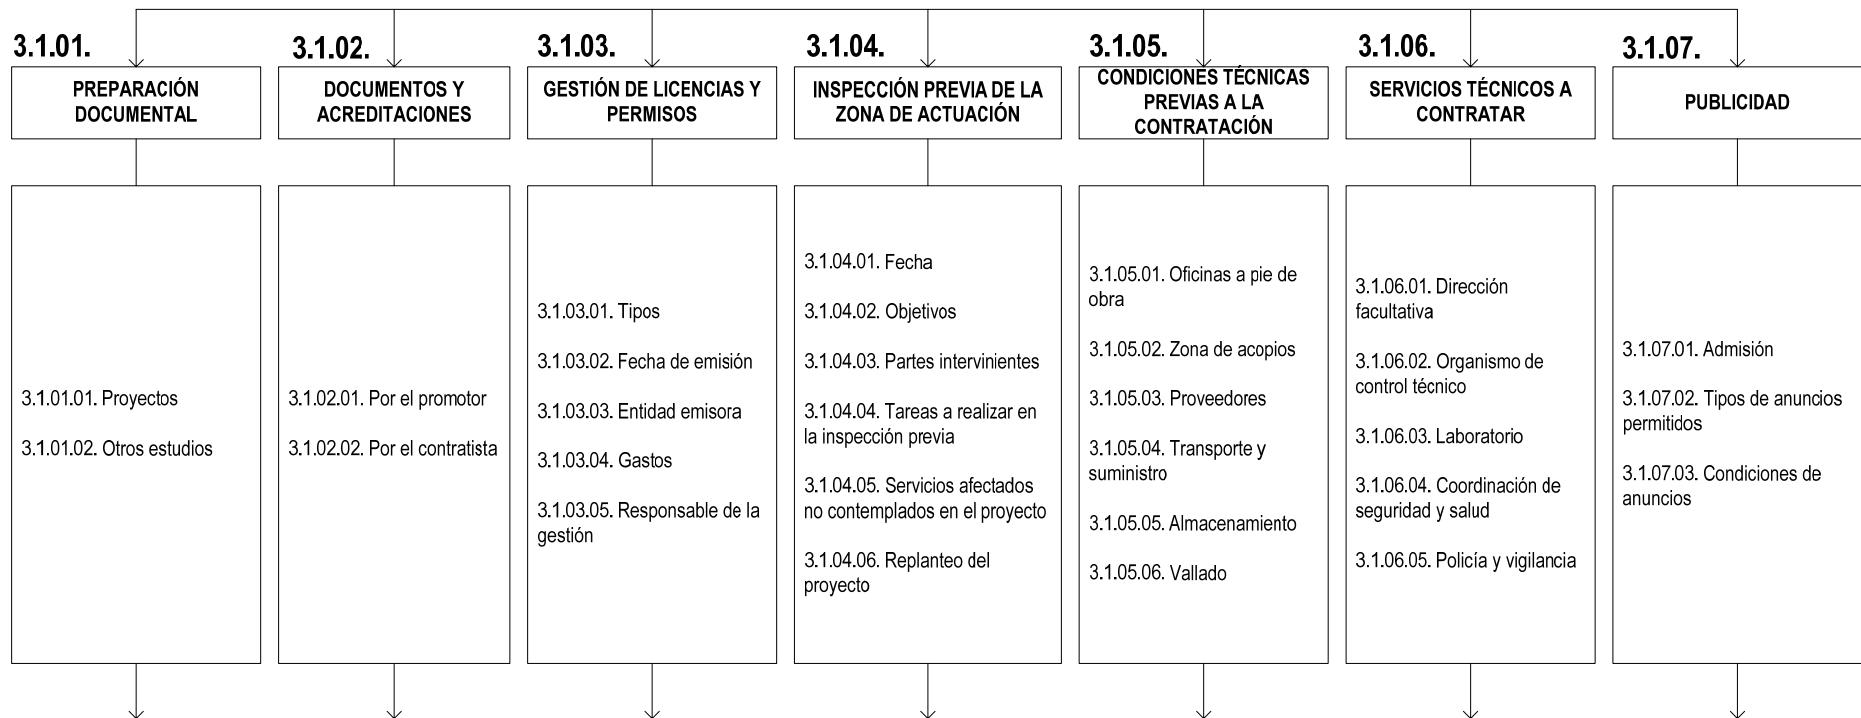 3.1.01.
PREPARACIÓN
DOCUMENTAL
3.1.01.01. Proyectos
3.1.01.02. Otros estudios
3.1.02.
DOCUMENTOS Y
ACREDITACIONES
3.1.02.01. Por el promotor
3.1.02.02. Por el contratista
3.1.03.
GESTIÓN DE LICENCIAS Y
PERMISOS
3.1.03.01. Tipos
3.1.03.02. Fecha de emisión
3.1.03.03. Entidad emisora
3.1.03.04. Gastos
3.1.03.05. Responsable de la
gestión
3.1.04.
INSPECCIÓN PREVIA DE LA
ZONA DE ACTUACIÓN
3.1.04.01. Fecha
3.1.04.02. Objetivos
3.1.04.03. Partes intervinientes
3.1.04.04. Tareas a realizar en
la inspección previa
3.1.04.05. Servicios afectados
no contemplados en el proyecto
3.1.04.06. Replanteo del
proyecto
3.1.05.
CONDICIONES TÉCNICAS
PREVIAS A LA
CONTRATACIÓN
3.1.05.01. Oficinas a pie de
obra
3.1.05.02. Zona de acopios
3.1.05.03. Proveedores
3.1.05.04. Transporte y
suministro
3.1.05.05. Almacenamiento
3.1.05.06. Vallado
3.1.06.
SERVICIOS TÉCNICOS A
CONTRATAR
3.1.06.01. Dirección
facultativa
3.1.06.02. Organismo de
control técnico
3.1.06.03. Laboratorio
3.1.06.04. Coordinación de
seguridad y salud
3.1.06.05. Policía y vigilancia
3.1.07.
PUBLICIDAD
3.1.07.01. Admisión
3.1.07.02. Tipos de anuncios
permitidos
3.1.07.03. Condiciones de
anuncios